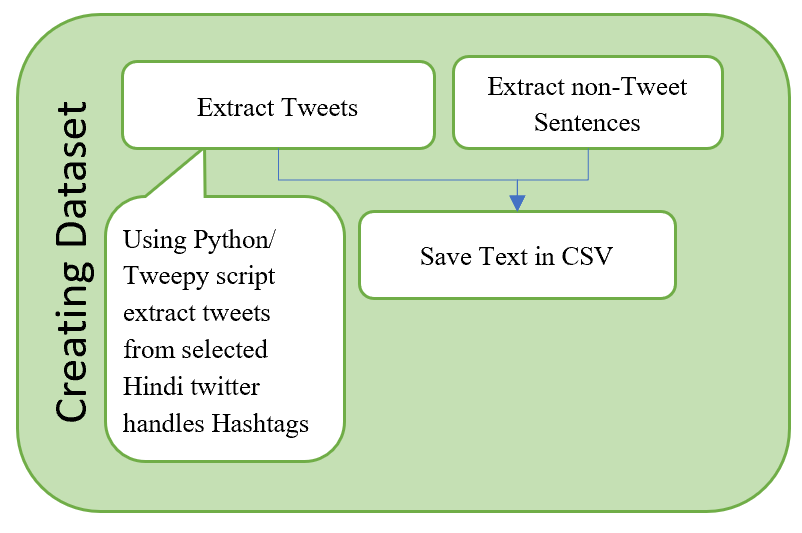 Creating Dataset
Extract Tweets
Extract non-Tweet
Sentences
Using Python/
Tweepy script
extract tweets
from selected
Hindi twitter
handles Hashtags
Save Text in CSV